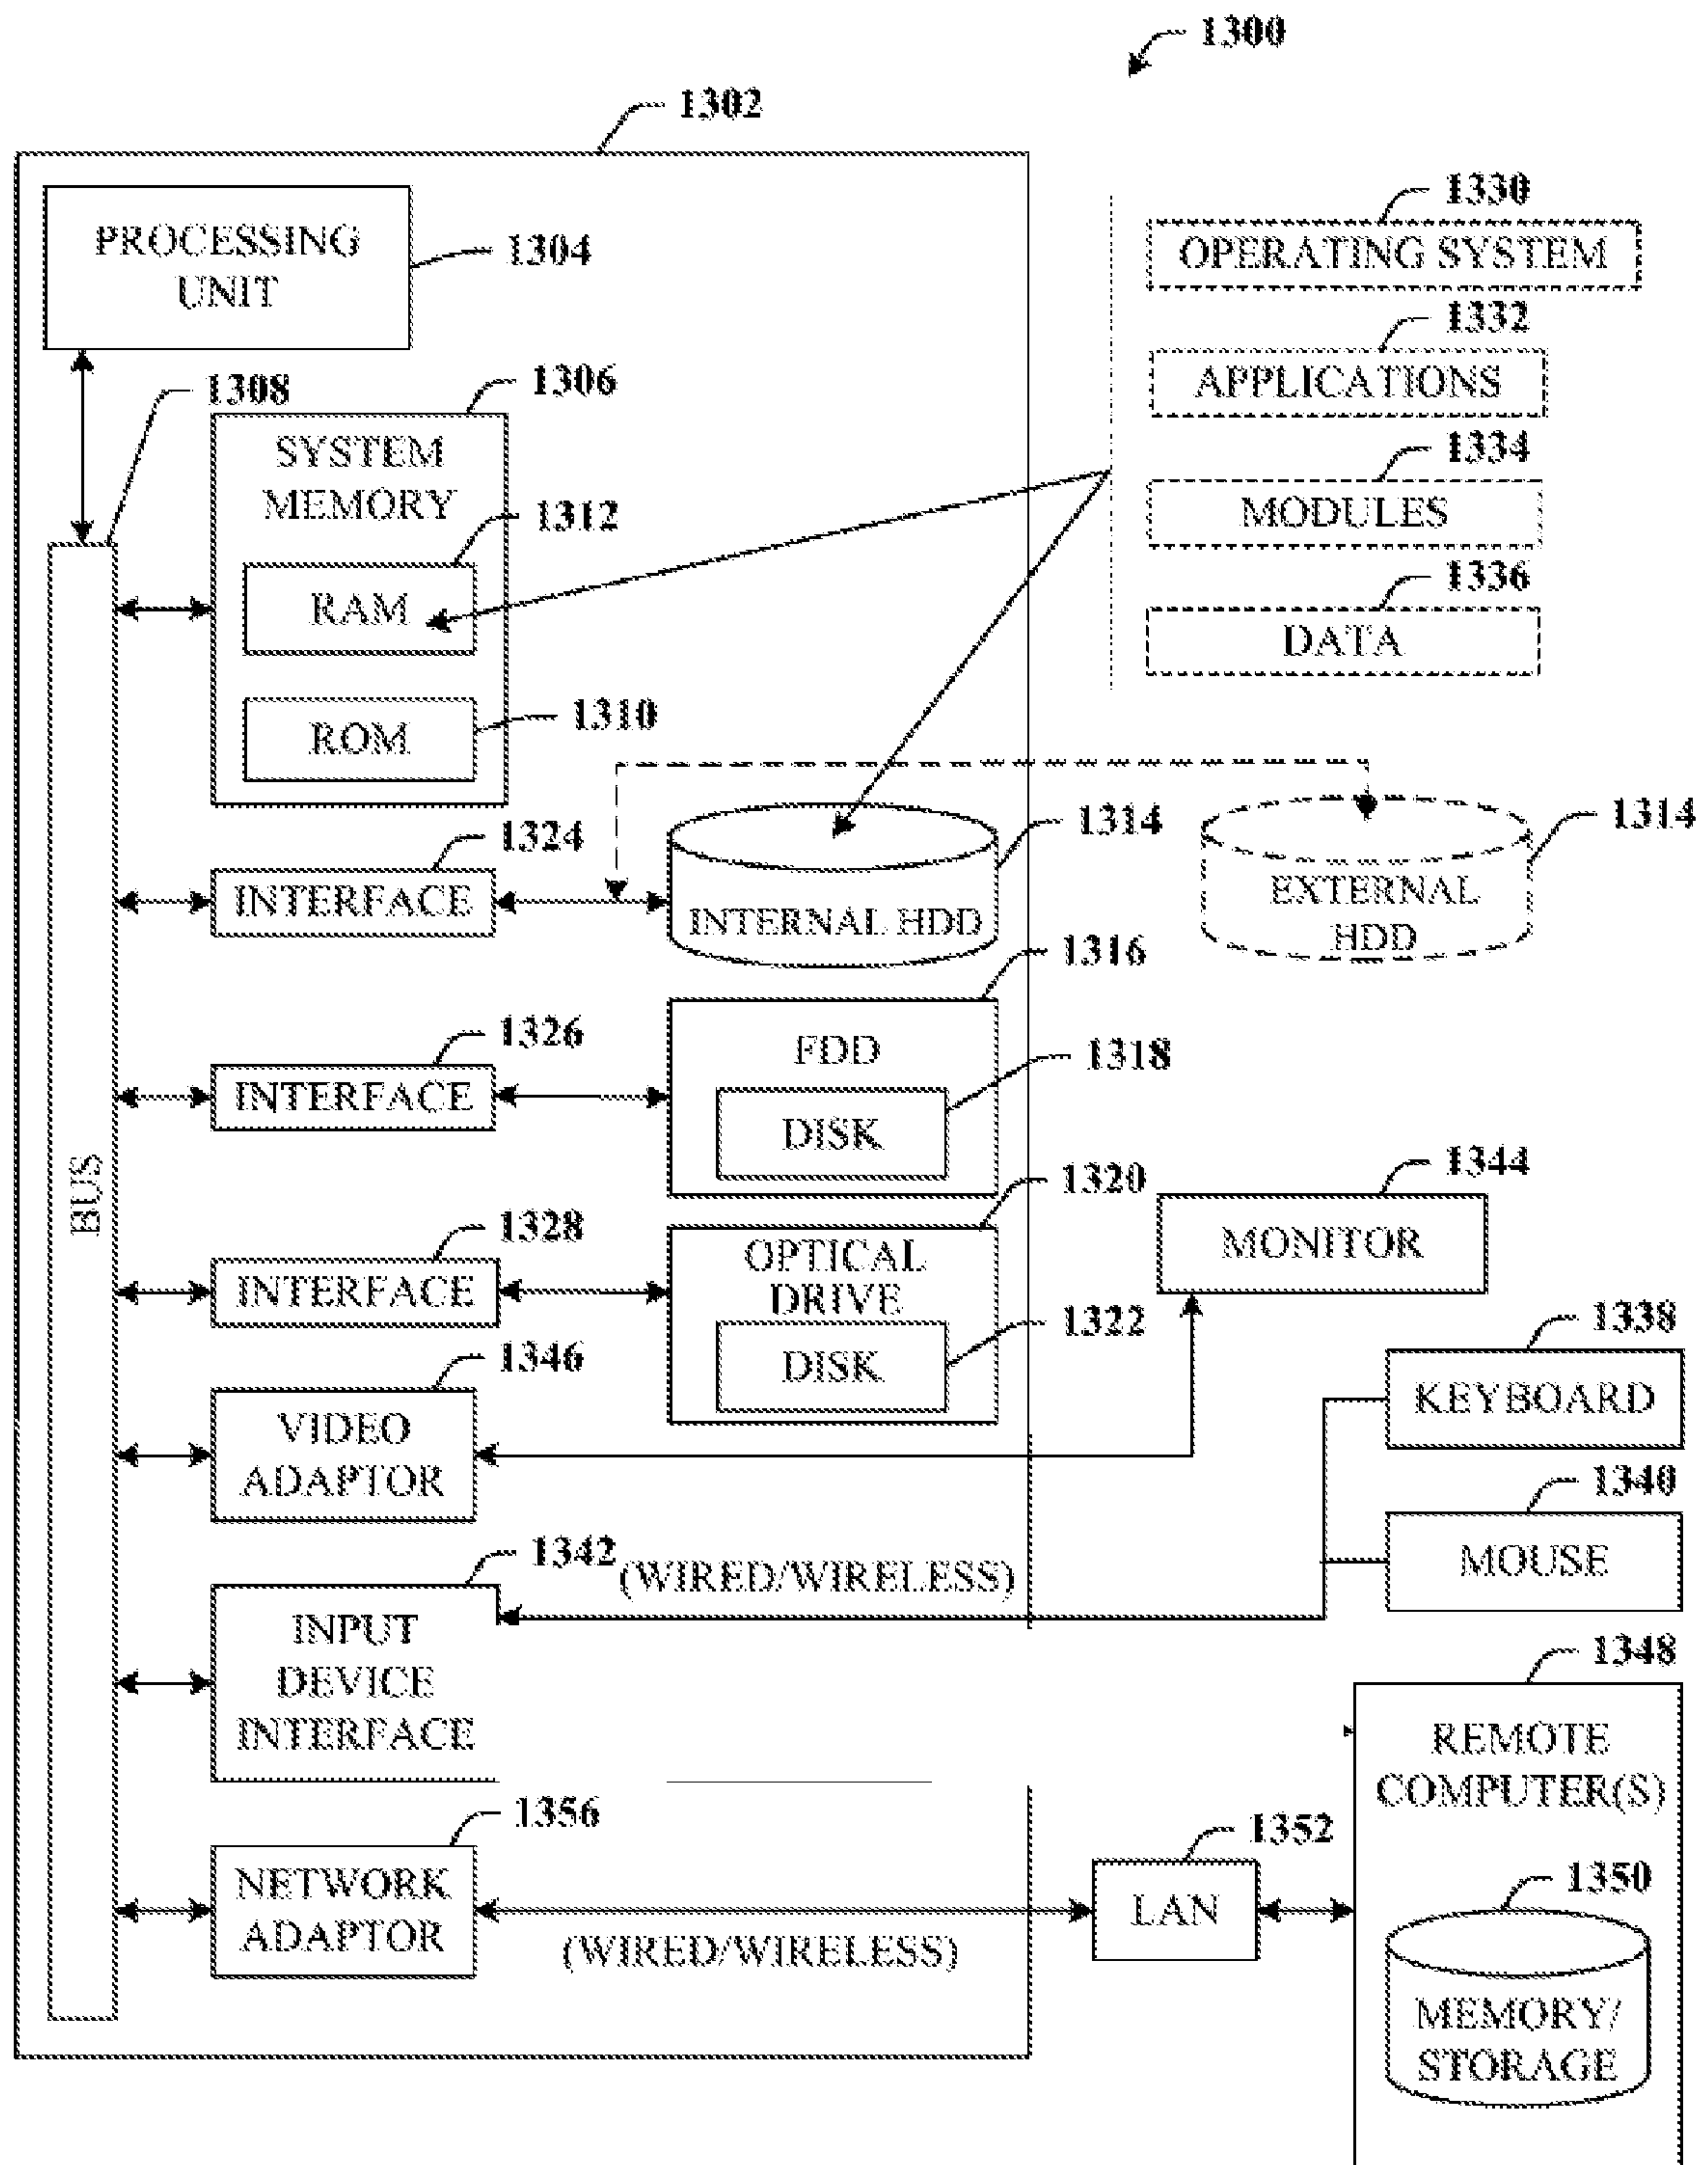 1300
1302
PROCESSING
UNIT
1304
1330
OPERATING SYSTEM
1332
APPLICATIONS
1334
MODULES
1336
DATA
1308
1306
SYSTEM
MEMORY
1312
RAM
1310
ROM
1324
INTERFACE
1314
INTERNAL HDD
1314
EXTERNAL
HDD
1326
INTERFACE
1316
FDD
1318
DISK
BUS
1328
INTERFACE
1320
OPTICAL
DRIVE
1322
DISK
1344
MONITOR
1346
VIDEO
ADAPTOR
1338
KEYBOARD
1340
MOUSE
1342
(WIRED/WIRELESS)
INPUT
DEVICE
INTERFACE
1348
REMOTE
COMPUTER(S)
1356
NETWORK
ADAPTOR
(WIRED/WIRELESS)
1352
LAN
1350
MEMORY/
STORAGE